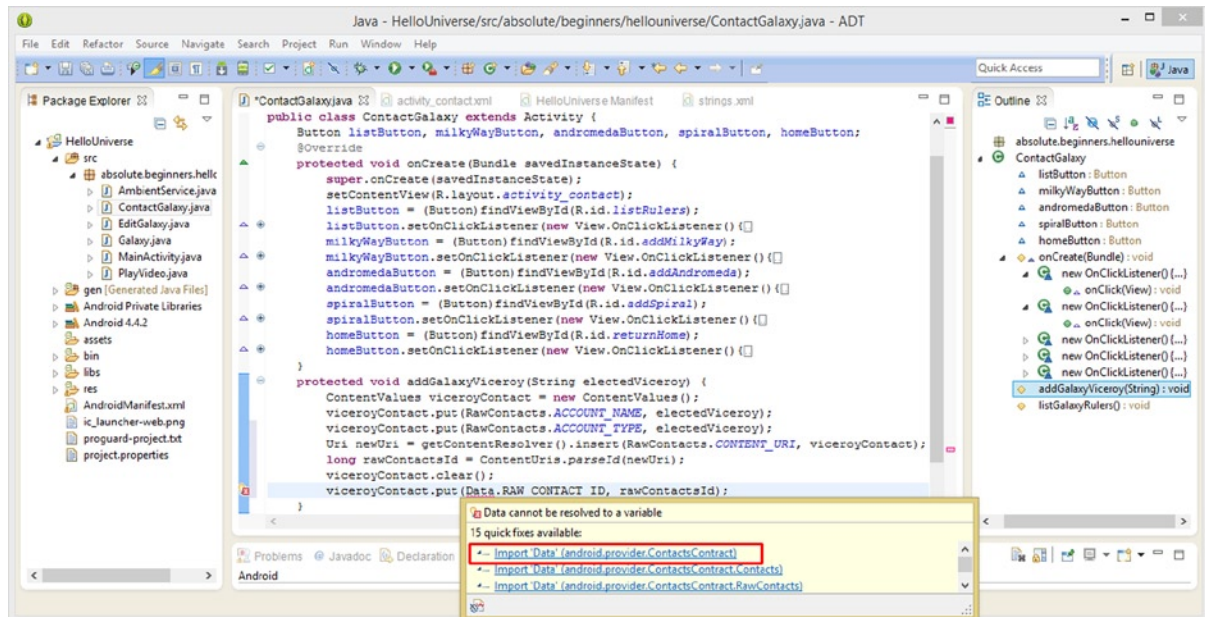 Java - HelloUniverse/src/absolute/beginners/hellouniverse/ContactGalaxy.java - ADT
File Edit Refactor Source Navigate Search Project Run Window Help
Quick Access
Java
Package Explorer
HelloUniverse
src
absolute.beginners.hellc
AmbientService.java
ContactGalaxy.java
EditGalaxy.java
Galaxy.java
MainActivity.java
PlayVideo.java
gen [Generated Java Files]
Android Private Libraries
Android 4.4.2
assets
bin
libs
res
AndroidManifest.xml
ic_launcher-web.png
proguard-project.txt
project.properties
*ContactGalaxy.java activity_contact.xml HelloUniverse Manifest strings.xml
public class ContactGalaxy extends Activity {
Button listButton, milkyWayButton, andromedaButton, spiralButton, homeButton;
@Override
protected void onCreate(Bundle savedInstanceState) {
super.onCreate(savedInstanceState);
setContentView(R.layout.activity_contact);
listButton = (Button)findViewById(R.id.listRulers);
listButton.setOnClickListener(new View.OnClickListener(){
milkyWayButton = (Button)findViewById(R.id.addMilkyWay);
milkyWayButton.setOnClickListener(new View.OnClickListener(){
andromedaButton = (Button)findViewById(R.id.addAndromeda);
andromedaButton.setOnClickListener(new View.OnClickListener(){
spiralButton = (Button)findViewById(R.id.addSpiral);
spiralButton.setOnClickListener(new View.OnClickListener(){
homeButton = (Button)findViewById(R.id.returnHome);
homeButton.setOnClickListener(new View.OnClickListener(){
}
protected void addGalaxyViceroy(String electedViceroy) {
ContentValues viceroyContact = new ContentValues();
viceroyContact.put(RawContacts.ACCOUNT_NAME, electedViceroy);
viceroyContact.put(RawContacts.ACCOUNT_TYPE, electedViceroy);
Uri newUri = getContentResolver().insert(RawContacts.CONTENT_URI, viceroyContact);
long rawContactsId = ContentUris.parseId(newUri);
viceroyContact.clear();
viceroyContact.put(Data.RAW_CONTACT_ID, rawContactsId);
}
Data cannot be resolved to a variable
15 quick fixes available:
Import 'Data' (android.provider.ContactsContract)
Import 'Data' (android.provider.ContactsContract.Contacts)
Import 'Data' (android.provider.ContactsContract.RawContacts)
Problems @ Javadoc Declaration
Android
Outline
absolute.beginners.hellouniverse
ContactGalaxy
listButton : Button
milkyWayButton : Button
andromedaButton : Button
spiralButton : Button
homeButton : Button
onCreate(Bundle) : void
new OnClickListener() {...}
onClick(View) : void
new OnClickListener() {...}
onClick(View) : void
new OnClickListener() {...}
new OnClickListener() {...}
new OnClickListener() {...}
addGalaxyViceroy(String) : void
listGalaxyRulers() : void